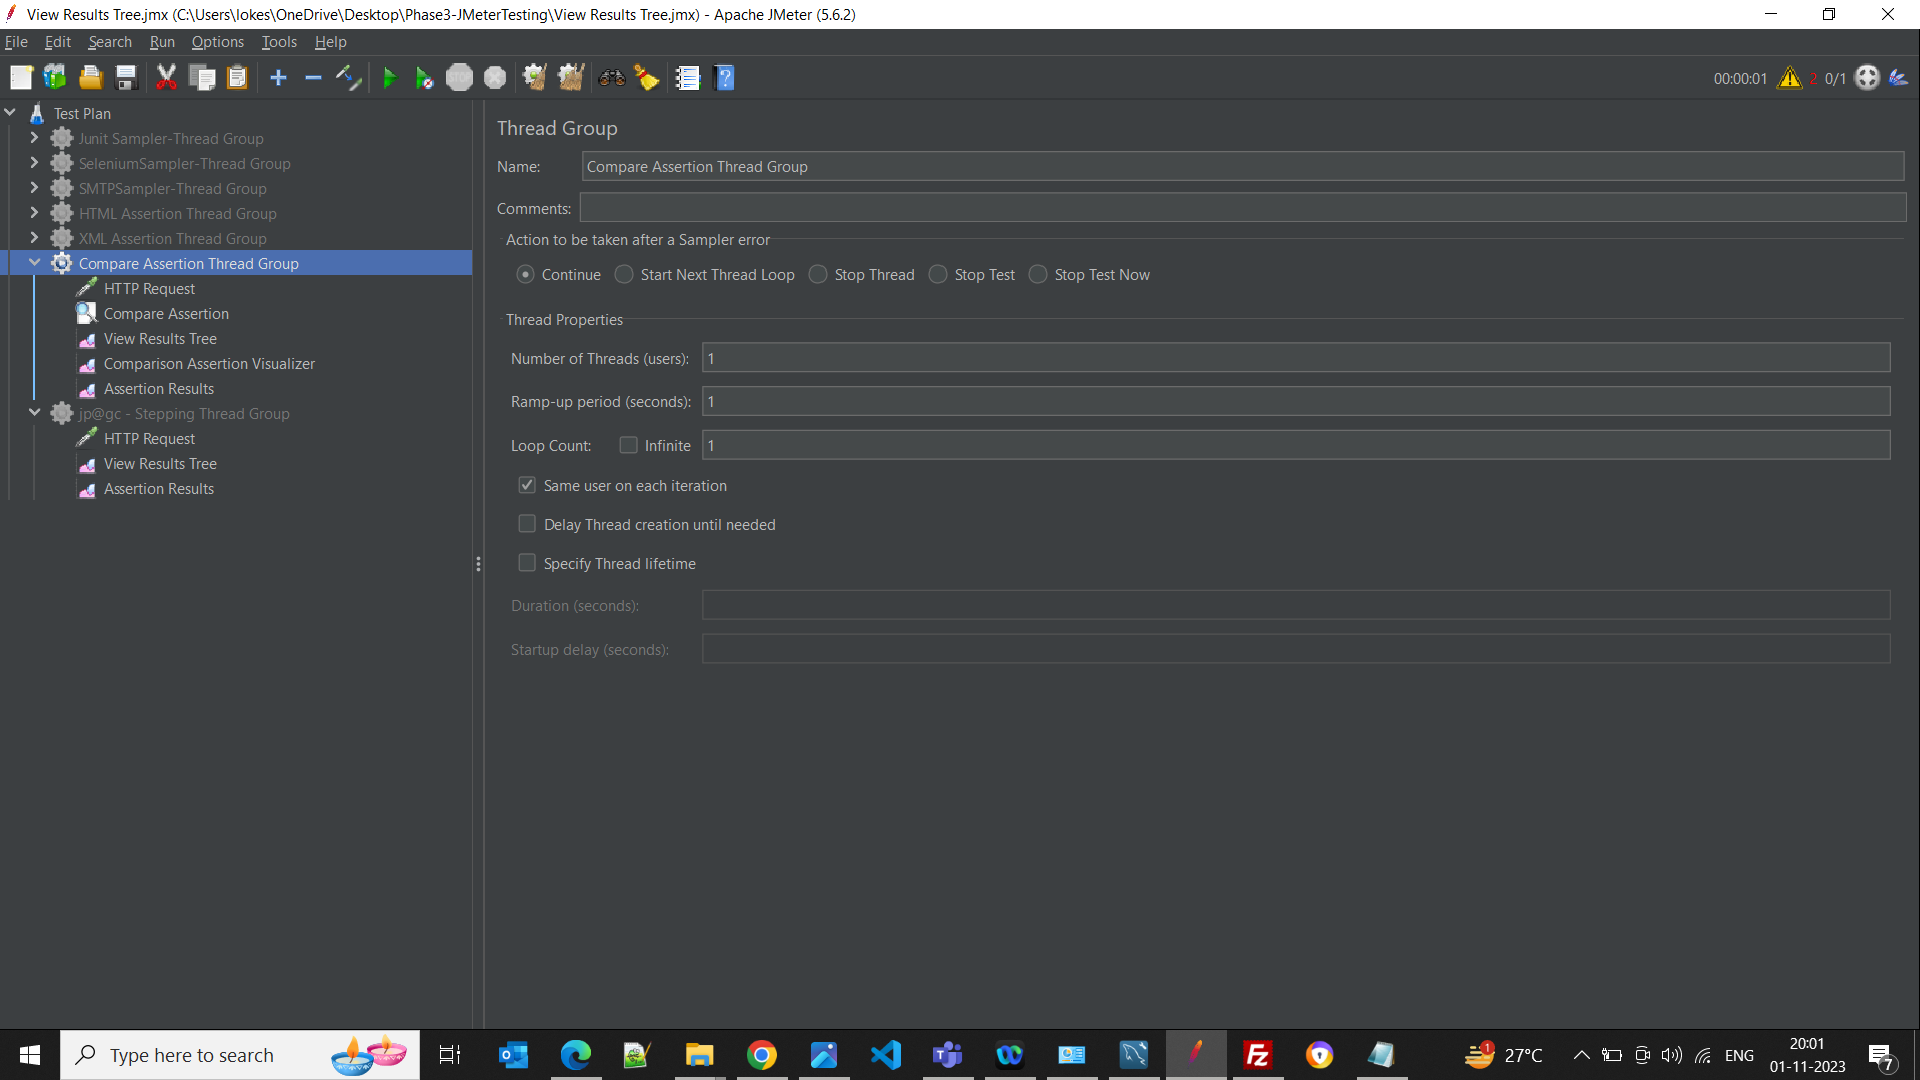 View Results Tree.jmx (C:\Users\lokes\OneDrive\Desktop\Phase3-JMeterTesting\View Results Tree.jmx) - Apache JMeter (5.6.2)
File Edit Search Run Options Tools Help
STOP
00:00:01 2 0/1
Test Plan
Junit Sampler-Thread Group
SeleniumSampler-Thread Group
SMTPSampler-Thread Group
HTML Assertion Thread Group
XML Assertion Thread Group
Compare Assertion Thread Group
HTTP Request
Compare Assertion
View Results Tree
Comparison Assertion Visualizer
Assertion Results
jp@gc - Stepping Thread Group
HTTP Request
View Results Tree
Assertion Results
Thread Group
Name: Compare Assertion Thread Group
Comments:
Action to be taken after a Sampler error
Continue Start Next Thread Loop Stop Thread Stop Test Stop Test Now
Thread Properties
Number of Threads (users): 1
Ramp-up period (seconds): 1
Loop Count: Infinite 1
Same user on each iteration
Delay Thread creation until needed
Specify Thread lifetime
Duration (seconds):
Startup delay (seconds):
Type here to search
1 27°C
ENG
20:01
01-11-2023
7